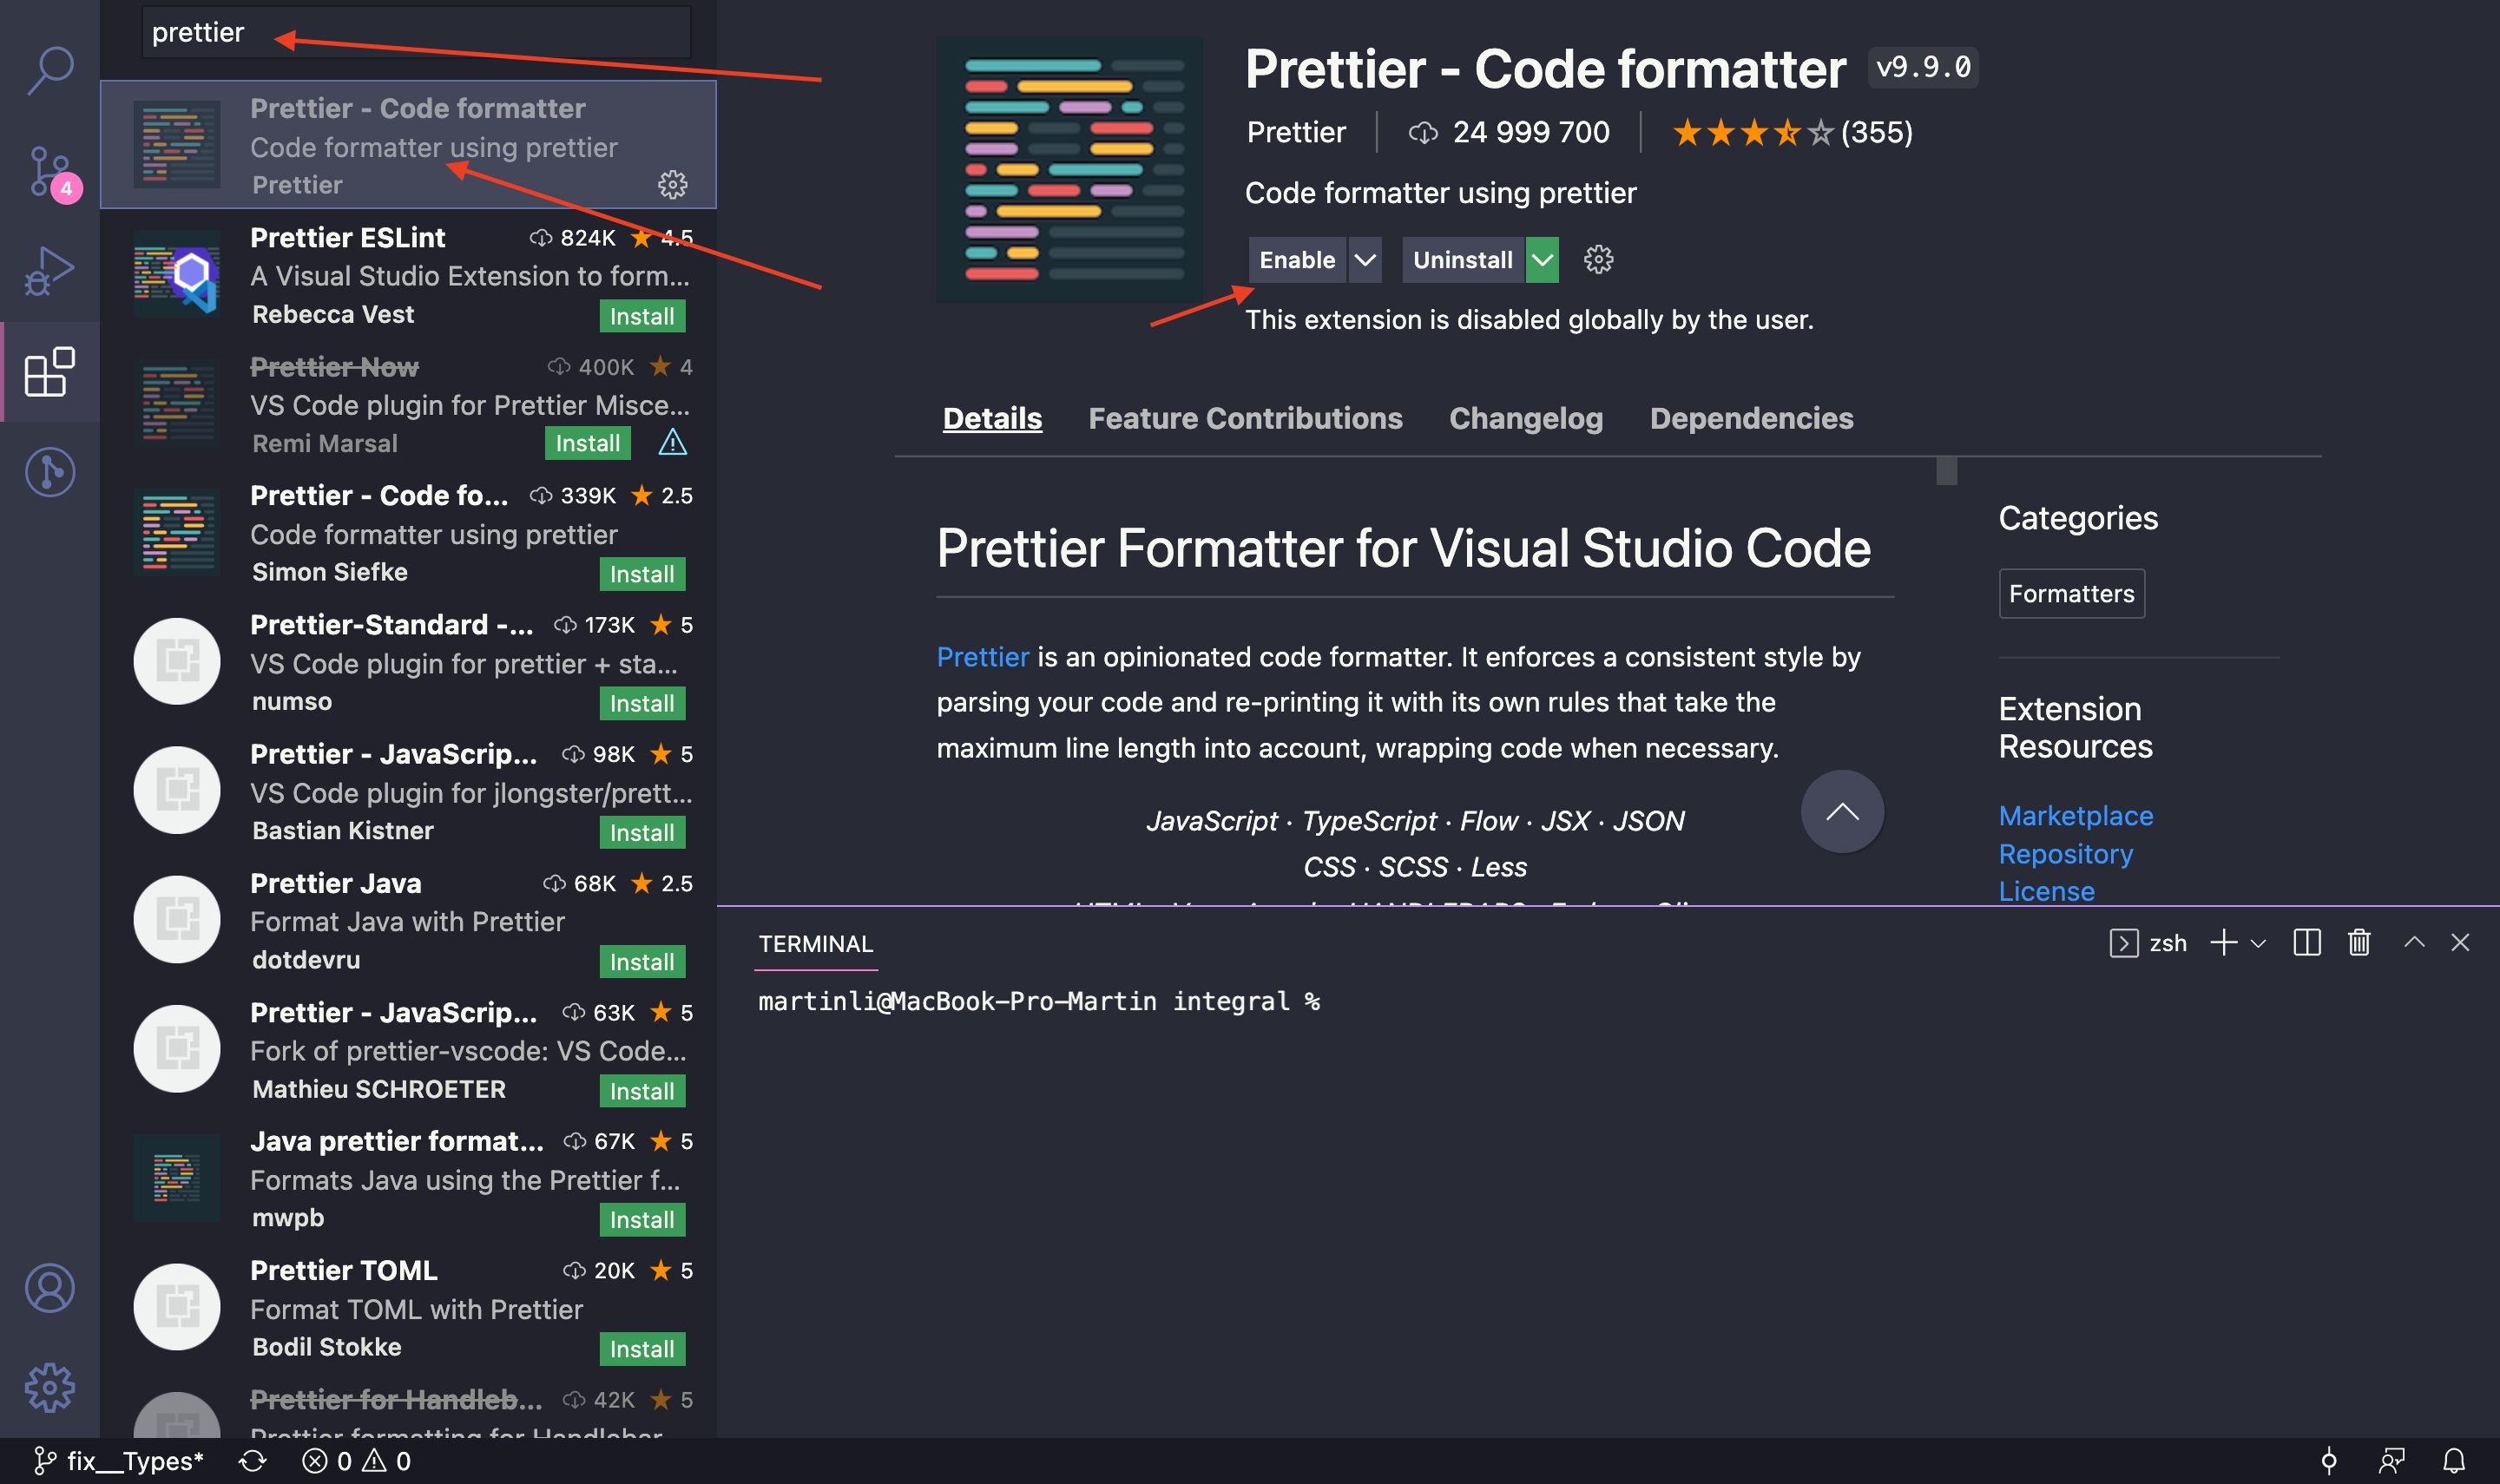 prettier
Prettier - Code formatter
Code formatter using prettier
Prettier
Prettier ESLint 824K 4.5
A Visual Studio Extension to form...
Rebecca Vest Install
Prettier Now 400K 4
VS Code plugin for Prettier Misce...
Remi Marsal Install
Prettier - Code fo... 339K 2.5
Code formatter using prettier
Simon Siefke Install
Prettier-Standard -... 173K 5
VS Code plugin for prettier + sta...
numso Install
Prettier - JavaScrip... 98K 5
VS Code plugin for jlongster/prett...
Bastian Kistner Install
Prettier Java 68K 2.5
Format Java with Prettier
dotdevru Install
Prettier - JavaScrip... 63K 5
Fork of prettier-vscode: VS Code...
Mathieu SCHROETER Install
Java prettier format... 67K 5
Formats Java using the Prettier f...
mwpb Install
Prettier TOML 20K 5
Format TOML with Prettier
Bodil Stokke Install
Prettier for Handleb... 42K 5
Prettier formatting for Handlebar
4
Prettier - Code formatter v9.9.0
Prettier 24 999 700 (355)
Code formatter using prettier
Enable Uninstall
This extension is disabled globally by the user.
Details Feature Contributions Changelog Dependencies
Prettier Formatter for Visual Studio Code
Prettier is an opinionated code formatter. It enforces a consistent style by
parsing your code and re-printing it with its own rules that take the
maximum line length into account, wrapping code when necessary.
JavaScript · TypeScript · Flow · JSX · JSON
CSS · SCSS · Less
Categories
Formatters
Extension
Resources
Marketplace
Repository
License
TERMINAL zsh
martinli@MacBook-Pro-Martin integral %
fix__Types* 0 0